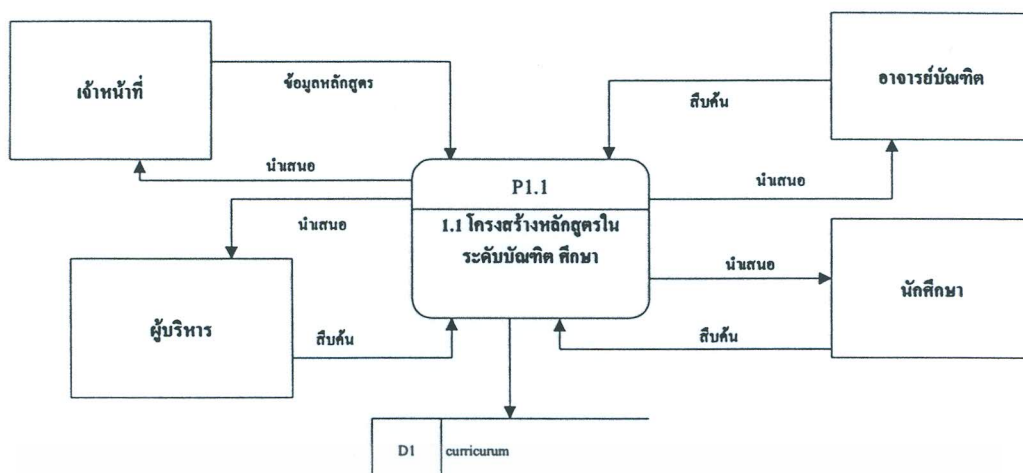 เจ้าหน้าที่
ข้อมูลหลักสูตร
อาจารย์บัณฑิต
สืบค้น
นำเสนอ
P1.1
นำเสนอ
นำเสนอ
1.1 โครงสร้างหลักสูตรใน
ระดับบัณฑิต ศึกษา
นำเสนอ
นักศึกษา
ผู้บริหาร
สืบค้น
สืบค้น
D1
curricurum